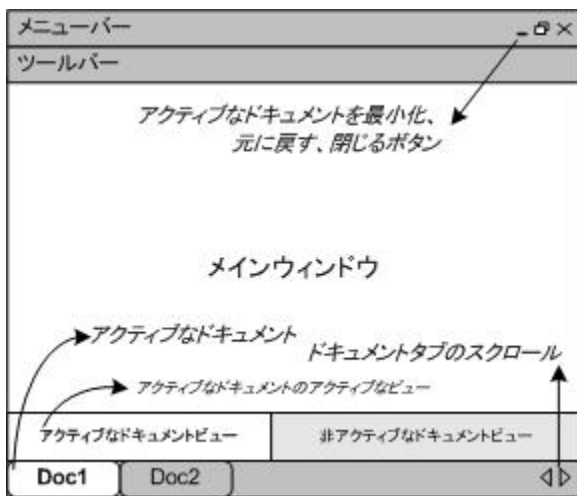 メニューバー
ツールバー
アクティブなドキュメントを最小化、
元に戻す、閉じるボタン
メインウィンドウ
アクティブなドキュメント
ドキュメントタブのスクロール
アクティブなドキュメントのアクティブなビュー
アクティブなドキュメントビュー
非アクティブなドキュメントビュー
Doc1
Doc2